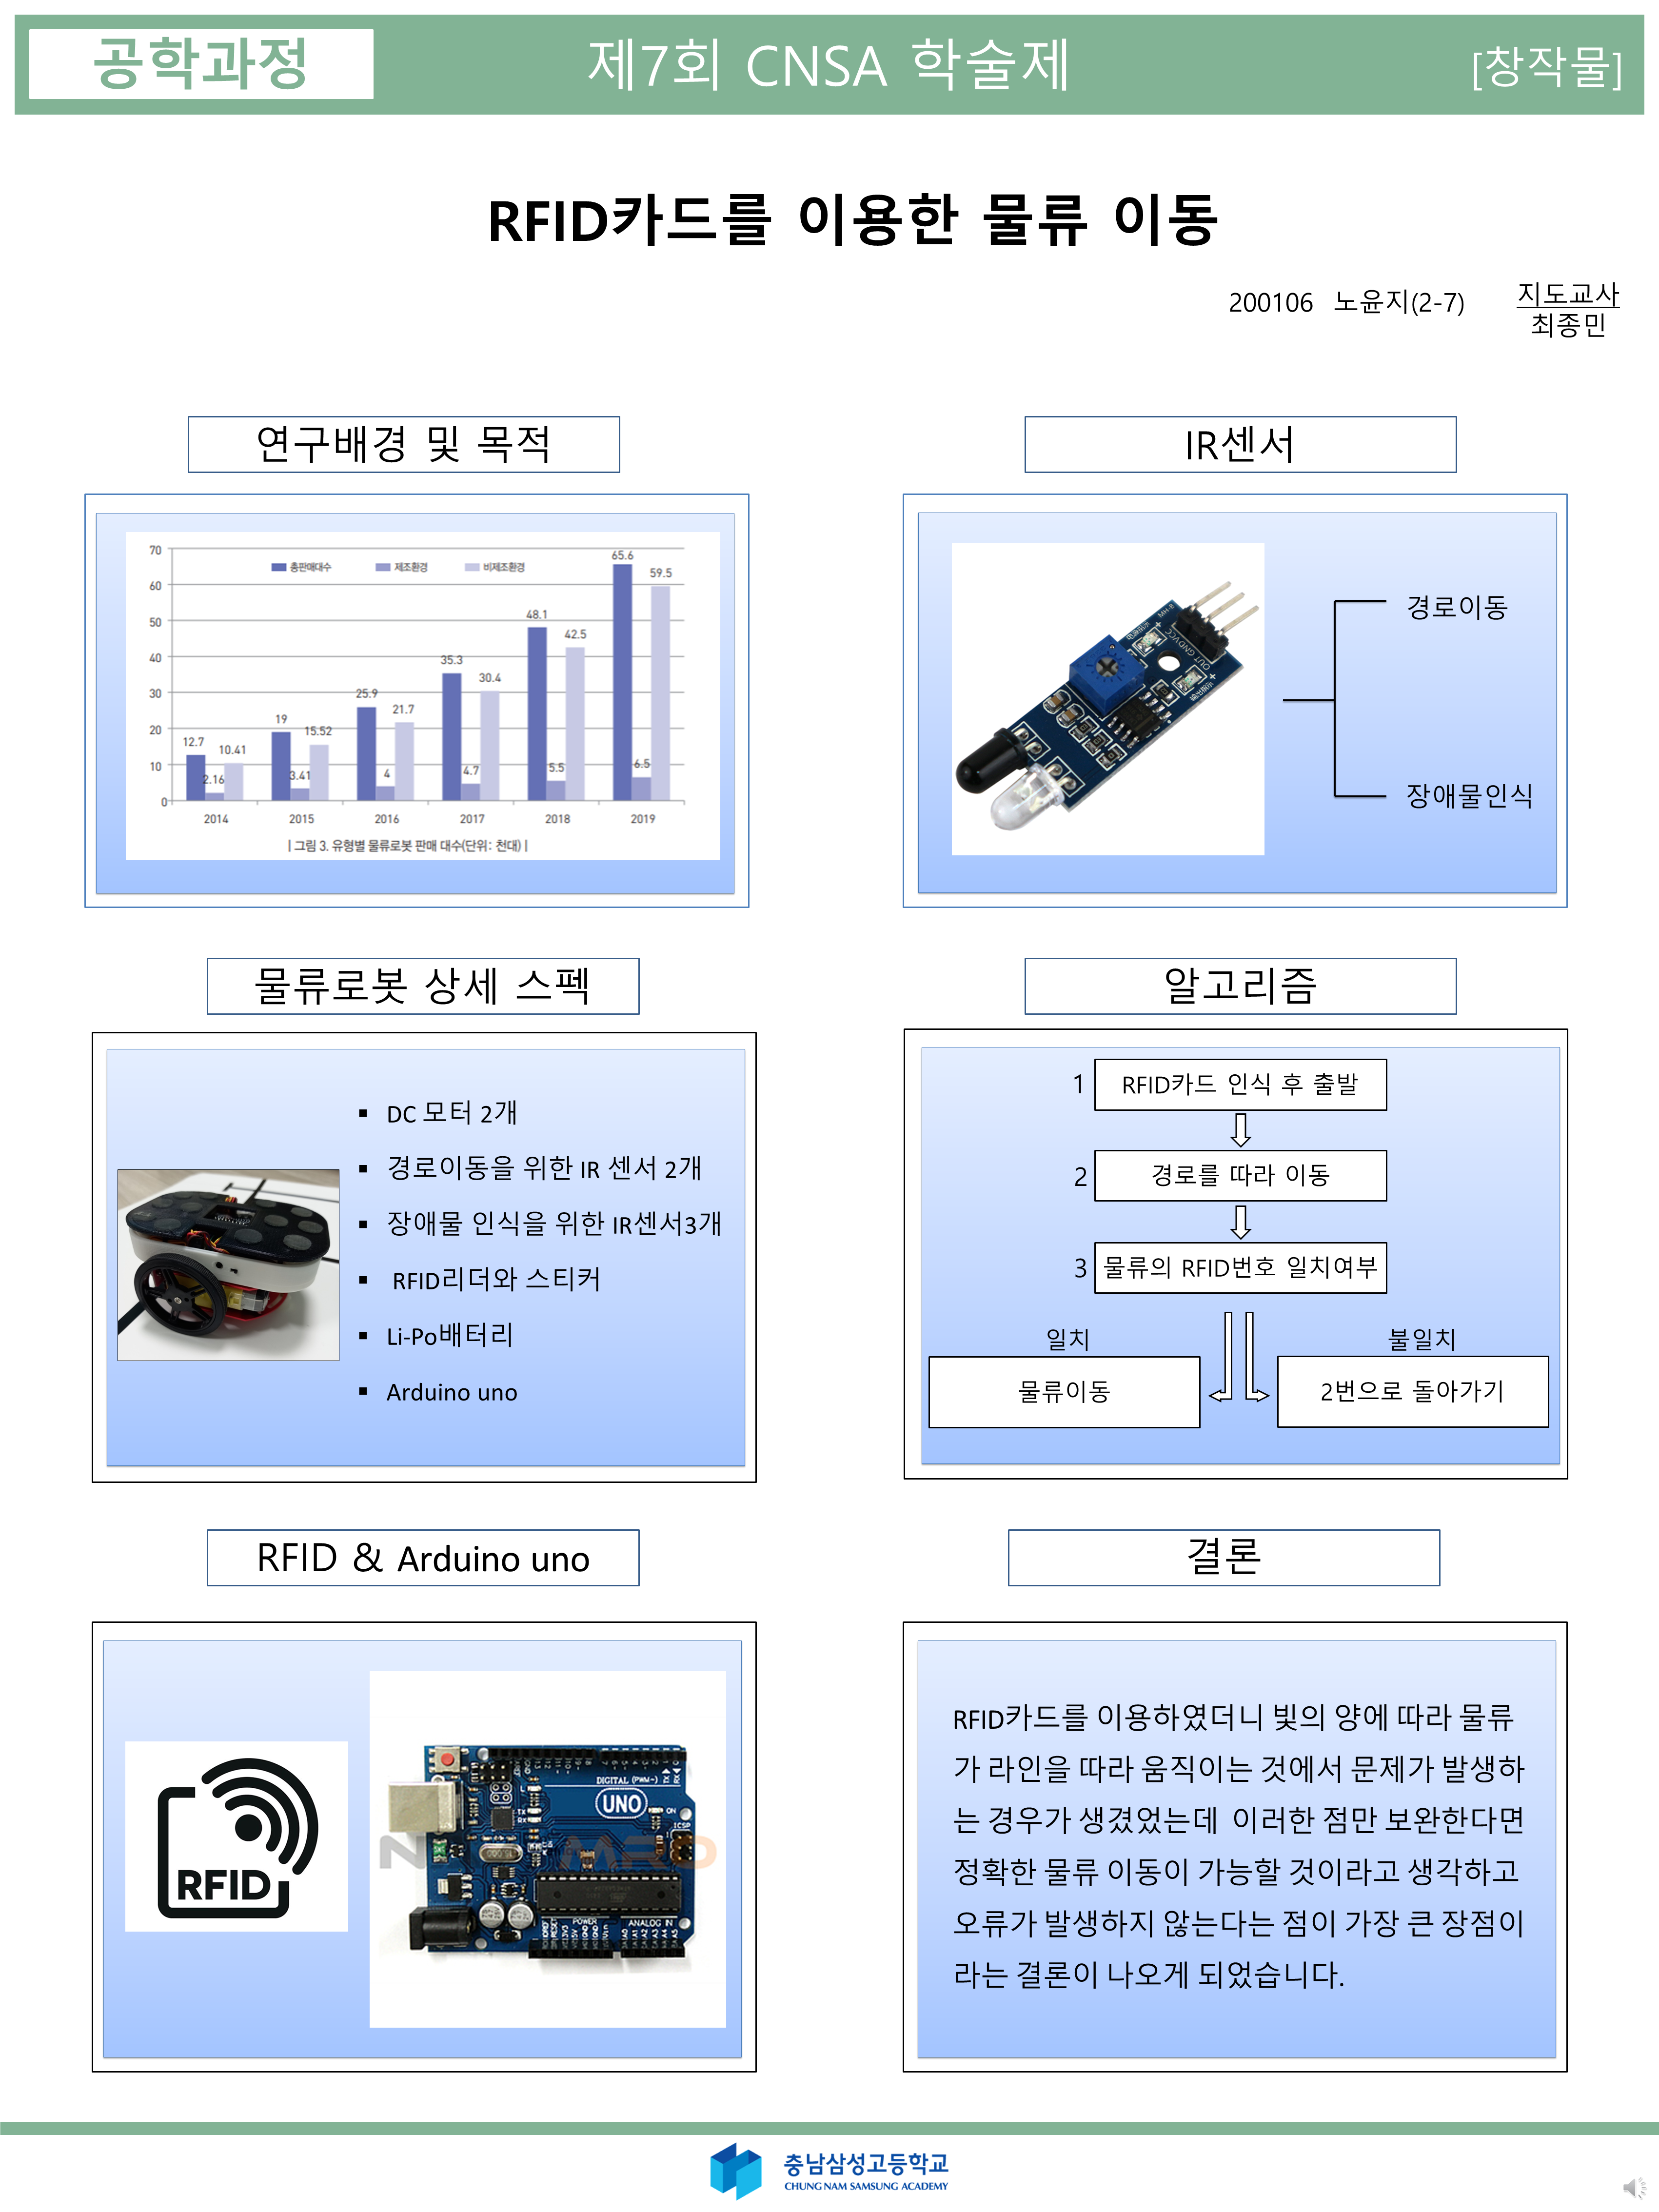 공학과정
제7회 CNSA 학술제
[창작물]
RFID카드를 이용한 물류 이동
200106 노윤지(2-7)
지도교사
최종민
연구배경 및 목적
70
60
50
40
30
20
10
0
총판매대수
제조환경
비제조환경
12.7
2.16
10.41
19
3.41
15.52
25.9
4
21.7
35.3
4.7
30.4
48.1
5.5
42.5
65.6
6.5
59.5
2014 2015 2016 2017 2018 2019
| 그림 3. 유형별 물류로봇 판매 대수(단위: 천대) |
IR센서
경로이동
장애물인식
물류로봇 상세 스펙
▪ DC 모터 2개
▪ 경로이동을 위한 IR 센서 2개
▪ 장애물 인식을 위한 IR센서3개
▪ RFID리더와 스티커
▪ Li-Po배터리
▪ Arduino uno
알고리즘
1 RFID카드 인식 후 출발
2 경로를 따라 이동
3 물류의 RFID번호 일치여부
일치
불일치
물류이동
2번으로 돌아가기
RFID & Arduino uno
RFID
DIGITAL (PWM~)
UNO
TX
RX
ON
ICSP
POWER
ANALOG IN
결론
RFID카드를 이용하였더니 빛의 양에 따라 물류
가 라인을 따라 움직이는 것에서 문제가 발생하
는 경우가 생겼었는데 이러한 점만 보완한다면
정확한 물류 이동이 가능할 것이라고 생각하고
오류가 발생하지 않는다는 점이 가장 큰 장점이
라는 결론이 나오게 되었습니다.
충남삼성고등학교
CHUNG NAM SAMSUNG ACADEMY